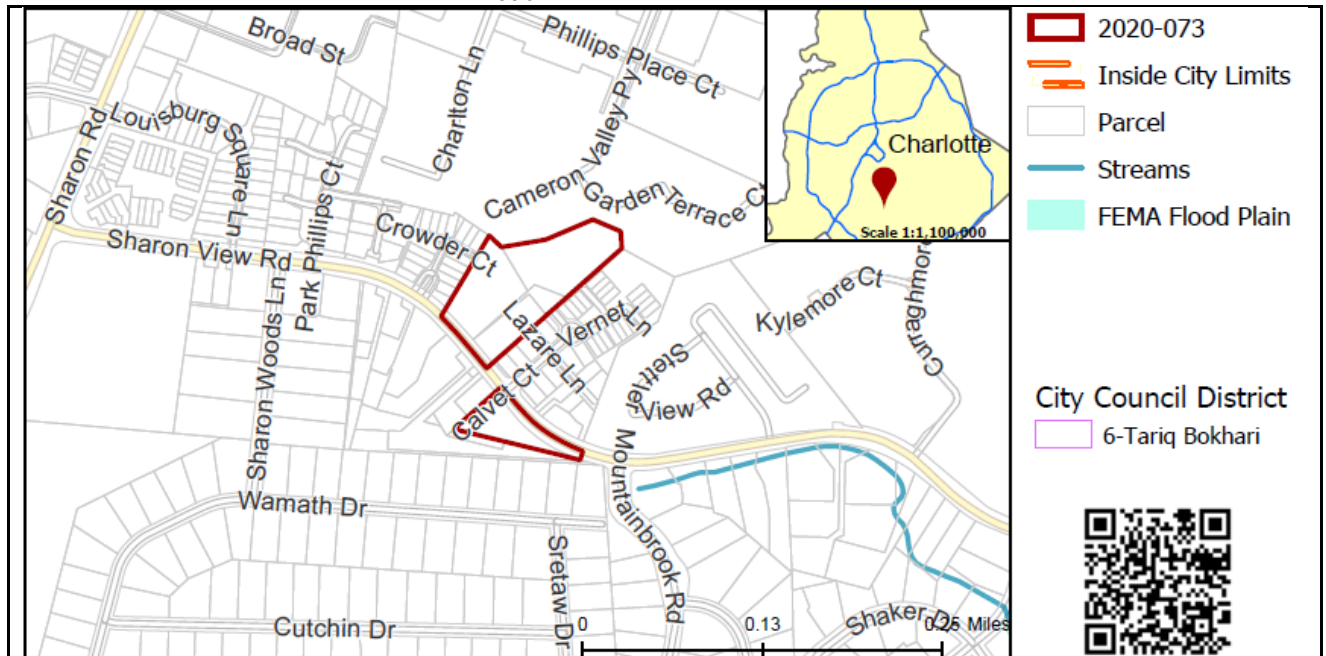 Broad St
Phillips Place Ct
Charlton Ln
Sharon Rd
Louisburg Square Ln
Park Phillips Ct
Cameron Valley Py
Garden Terrace Ct
Crowder Ct
Sharon View Rd
Sharon Woods Ln
Lazare Ln
Vernet Ln
Calvet Ct
Stettler View Rd
Kylemore Ct
Curraghmore
Mountainbrook Rd
Wamath Dr
Sretaw Dr
Cutchin Dr
Shaker Dr
0 0.13 0.25 Miles
Charlotte
Scale 1:1,100,000
2020-073
Inside City Limits
Parcel
Streams
FEMA Flood Plain
City Council District
6-Tariq Bokhari